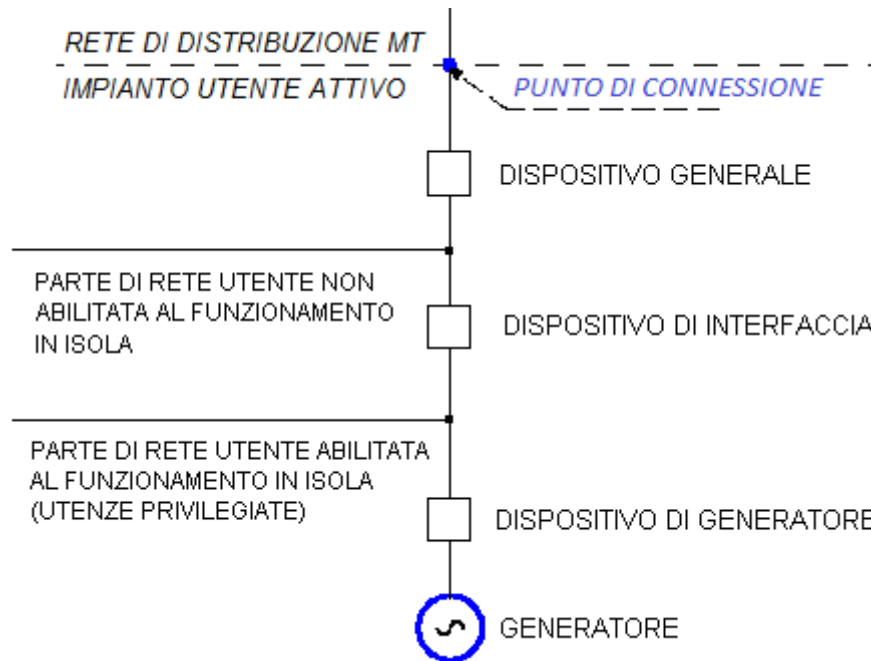 RETE DI DISTRIBUZIONE MT
IMPIANTO UTENTE ATTIVO
PUNTO DI CONNESSIONE
DISPOSITIVO GENERALE
PARTE DI RETE UTENTE NON
ABILITATA AL FUNZIONAMENTO
IN ISOLA
DISPOSITIVO DI INTERFACCIA
PARTE DI RETE UTENTE ABILITATA
AL FUNZIONAMENTO IN ISOLA
(UTENZE PRIVILEGIATE)
DISPOSITIVO DI GENERATORE
GENERATORE